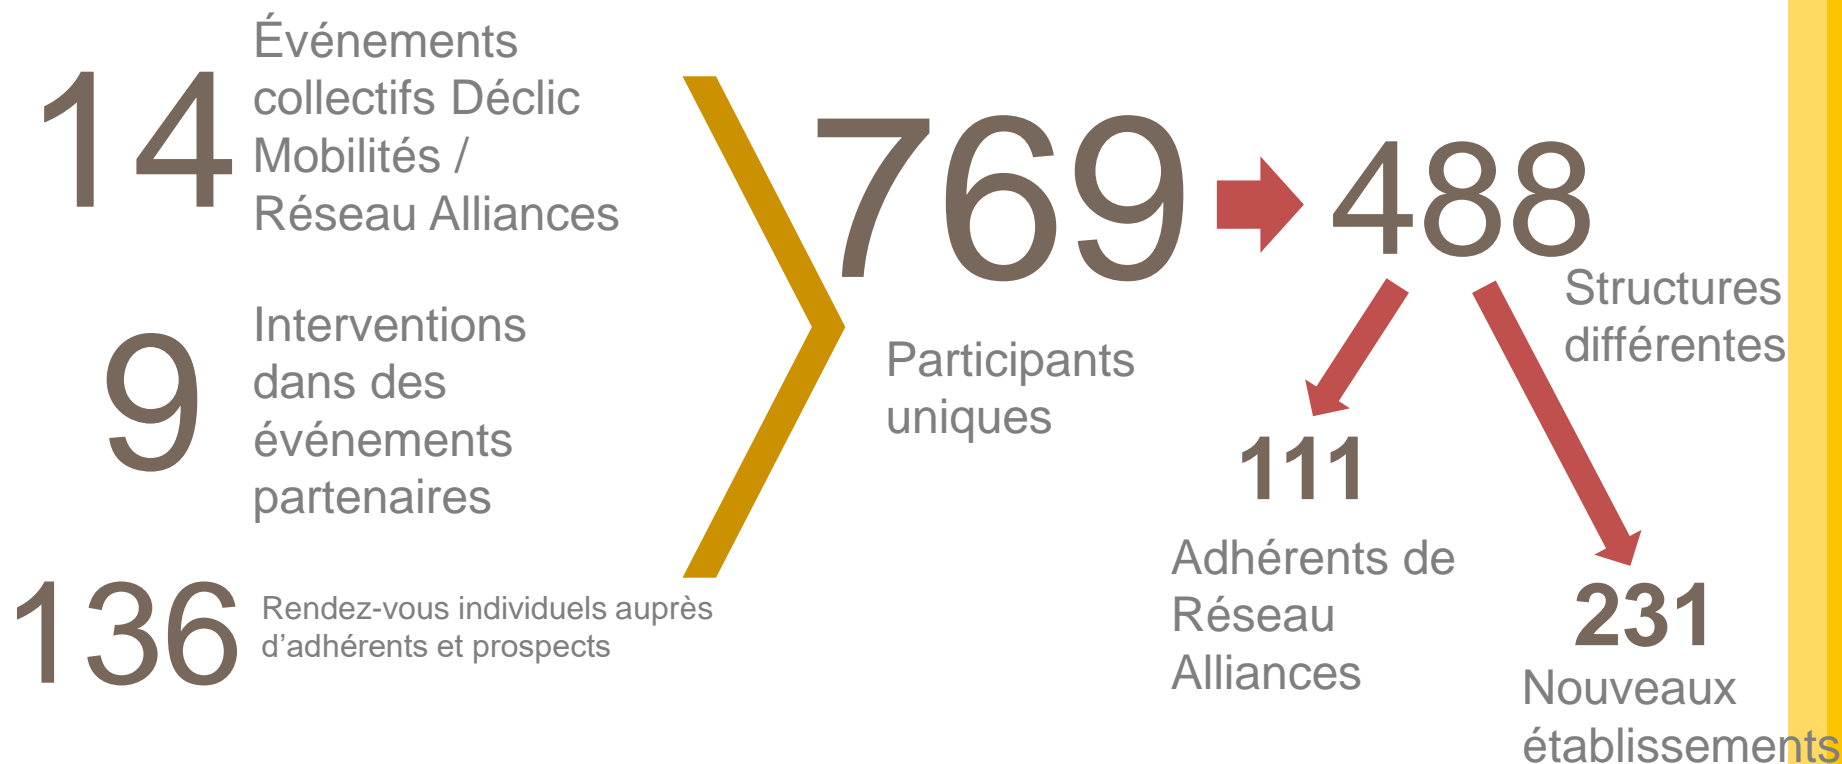 14
Événements
collectifs Déclic
Mobilités /
Réseau Alliances
9
Interventions
dans des
événements
partenaires
136
Rendez-vous individuels auprès
d’adhérents et prospects
769
Participants
uniques
488
Structures
différentes
111
Adhérents de
Réseau
Alliances
231
Nouveaux
établissements